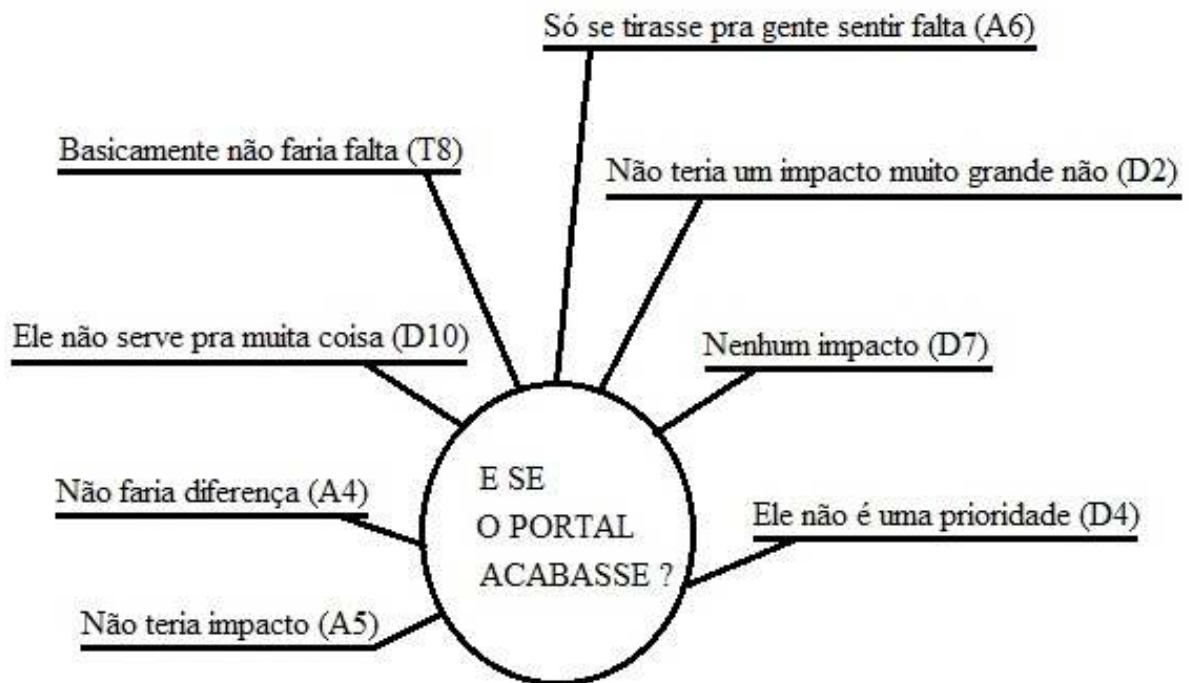 Só se tirasse pra gente sentir falta (A6)
Basicamente não faria falta (T8)
Não teria um impacto muito grande não (D2)
Ele não serve pra muita coisa (D10)
Nenhum impacto (D7)
E SE
O PORTAL
ACABASSE ?
Não faria diferença (A4)
Ele não é uma prioridade (D4)
Não teria impacto (A5)